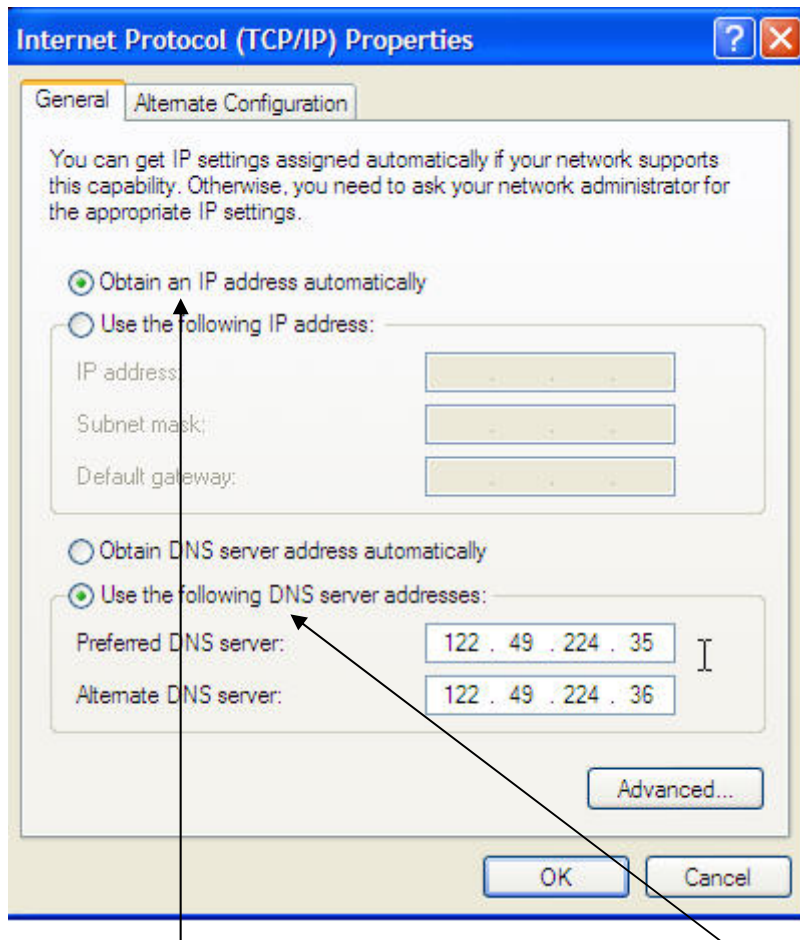 Internet Protocol (TCP/IP) Properties
General
Alternate Configuration
You can get IP settings assigned automatically if your network supports
this capability. Otherwise, you need to ask your network administrator for
the appropriate IP settings.
Obtain an IP address automatically
Use the following IP address:
IP address:
Subnet mask:
Default gateway:
Obtain DNS server address automatically
Use the following DNS server addresses:
Preferred DNS server: 122 . 49 . 224 . 35
Alternate DNS server: 122 . 49 . 224 . 36
Advanced...
OK
Cancel